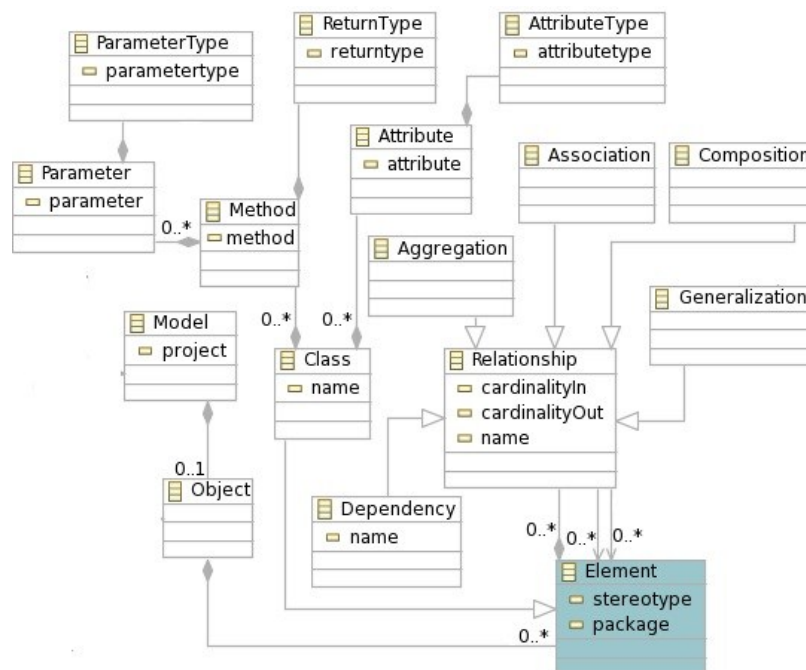 ParameterType
parametertype
ReturnType
returntype
AttributeType
attributetype
Parameter
parameter
0..*
Method
method
Attribute
attribute
Association
Composition
Aggregation
Generalization
0..*
0..*
Model
project
Class
name
Relationship
cardinalityIn
cardinalityOut
name
0..1
Object
Dependency
name
0..*
0..*
0..*
Element
stereotype
package
0..*